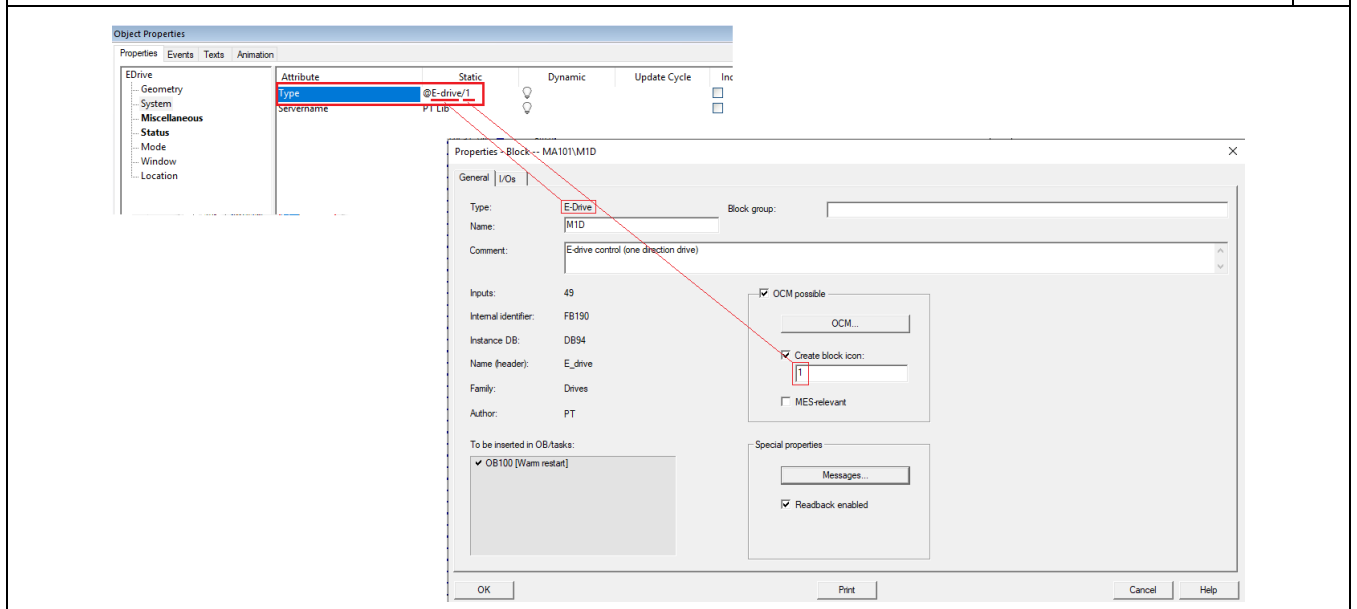 Object Properties
Properties Events Texts Animation
EDrive
Geometry
System
Miscellaneous
Status
Mode
Window
Location
Attribute Static Dynamic Update Cycle
Type @E-drive/1
Servername PT Lib
Properties - Block -- MA101\M1D
General I/Os
Type: E-Drive Block group:
Name: M1D
Comment: E-drive control (one direction drive)
Inputs: 49
Internal identifier: FB190
Instance DB: DB94
Name (header): E_drive
Family: Drives
Author: PT
OCM possible
OCM...
Create block icon:
1
MES-relevant
To be inserted in OB/tasks:
OB100 [Warm restart]
Special properties
Messages...
Readback enabled
OK Print Cancel Help